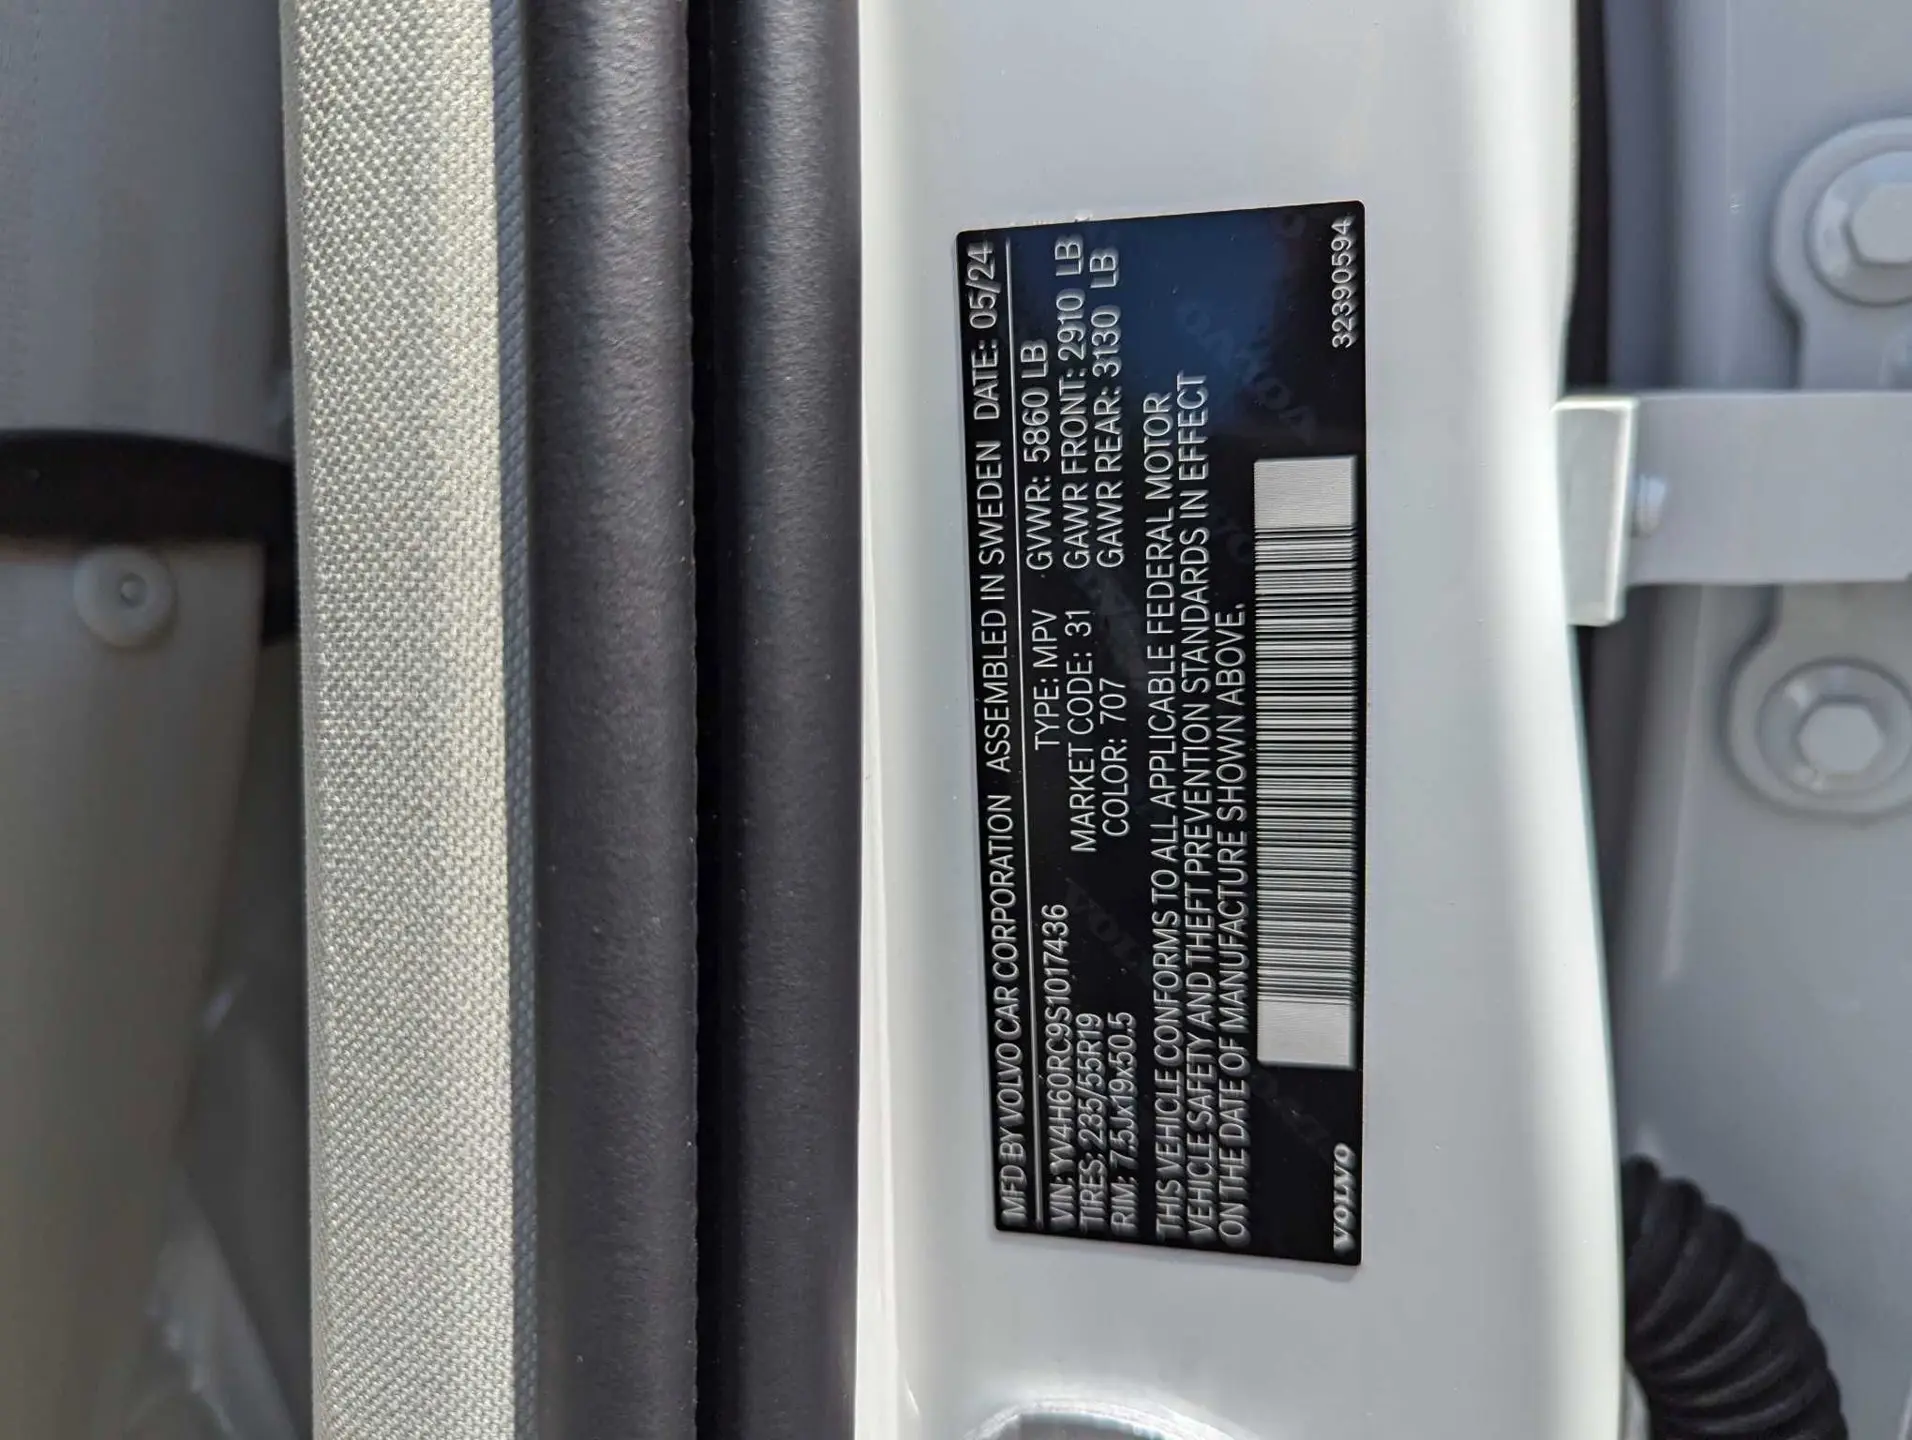 MFD BY VOLVO CAR CORPORATION ASSEMBLED IN SWEDEN DATE: 05/24
VIN: YV4H60RC9S1017436 TYPE: MPV GVWR: 5860 LB
TIRES: 235/55R19 MARKET CODE: 31 GAWR FRONT: 2910 LB
RIM: 7.5Jx19x50.5 COLOR: 707 GAWR REAR: 3130 LB
THIS VEHICLE CONFORMS TO ALL APPLICABLE FEDERAL MOTOR
VEHICLE SAFETY AND THEFT PREVENTION STANDARDS IN EFFECT
ON THE DATE OF MANUFACTURE SHOWN ABOVE.
VOLVO 32390594